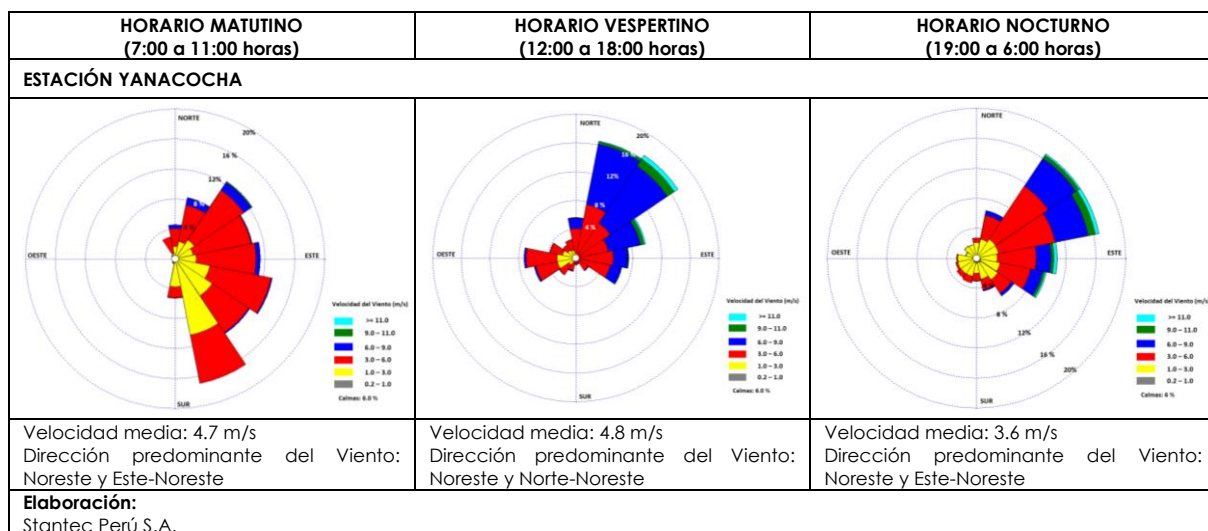 HORARIO MATUTINO
(7:00 a 11:00 horas)
HORARIO VESPERTINO
(12:00 a 18:00 horas)
HORARIO NOCTURNO
(19:00 a 6:00 horas)
ESTACIÓN YANACOCHA
NORTE
20%
16 %
12%
8 %
4 %
OESTE
ESTE
SUR
Velocidad del Viento (m/s)
>= 11.0
9.0 – 11.0
6.0 – 9.0
3.0 – 6.0
1.0 – 3.0
0.2 – 1.0
Calmas: 6.0 %
NORTE
20%
16 %
12%
8 %
4 %
OESTE
ESTE
SUR
Velocidad del Viento (m/s)
>= 11.0
9.0 – 11.0
6.0 – 9.0
3.0 – 6.0
1.0 – 3.0
0.2 – 1.0
Calmas: 6.0 %
NORTE
OESTE
ESTE
8 %
12%
16 %
20%
SUR
Velocidad del Viento (m/s)
>= 11.0
9.0 – 11.0
6.0 – 9.0
3.0 – 6.0
1.0 – 3.0
0.2 – 1.0
Calmas: 6 %
Velocidad media: 4.7 m/s
Dirección predominante del Viento:
Noreste y Este-Noreste
Velocidad media: 4.8 m/s
Dirección predominante del Viento:
Noreste y Norte-Noreste
Velocidad media: 3.6 m/s
Dirección predominante del Viento:
Noreste y Este-Noreste
Elaboración:
Stantec Perú S.A.